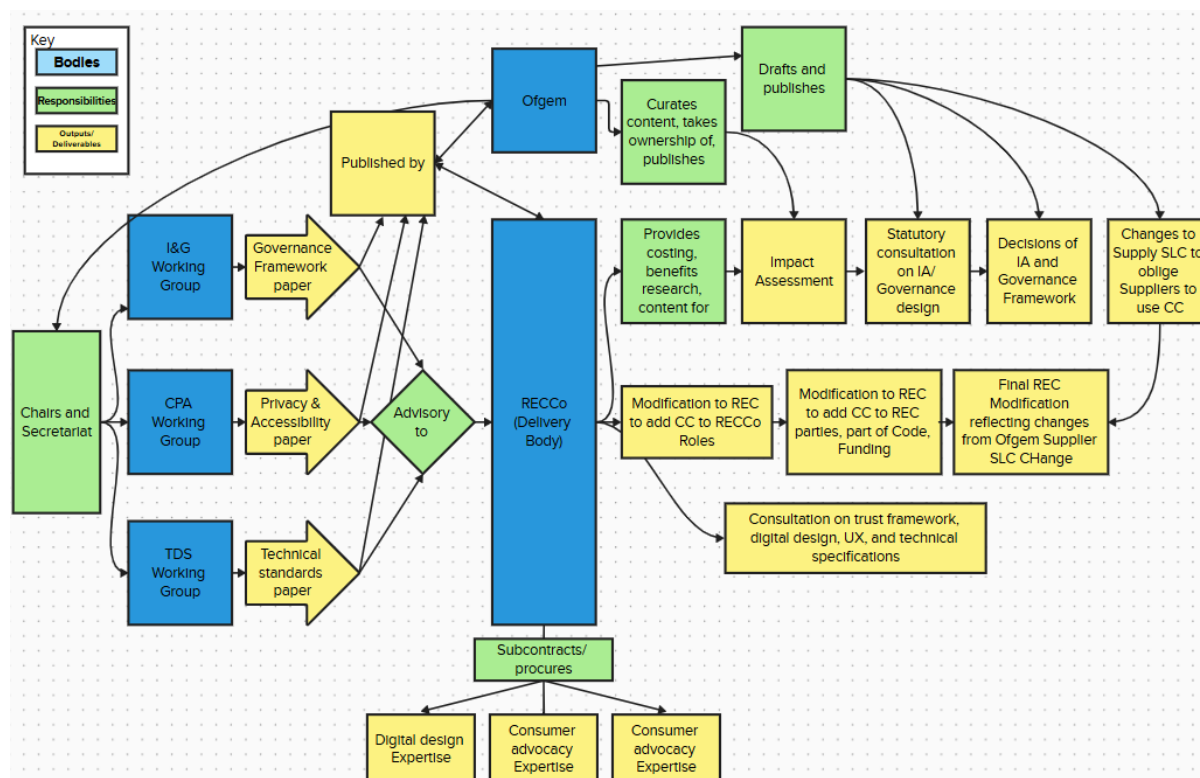 Key
Bodies
Responsibilities
Outputs/
Deliverables
Ofgem
Drafts and
publishes
Curates
content, takes
ownership of,
publishes
Published by
I&G
Working
Group
Governance
Framework
paper
Provides
costing,
benefits
research,
content for
Impact
Assessment
Statutory
consultation
on IA/
Governance
design
Decisions of
IA and
Governance
Framework
Changes to
Supply SLC to
oblige
Suppliers to
use CC
Chairs and
Secretariat
CPA
Working
Group
Privacy &
Accessibility
paper
Advisory
to
RECCo
(Delivery
Body)
Modification to REC
to add CC to RECCo
Roles
Modification to REC
to add CC to REC
parties, part of Code,
Funding
Final REC
Modification
reflecting changes
from Ofgem Supplier
SLC CHange
TDS
Working
Group
Technical
standards
paper
Consultation on trust framework,
digital design, UX, and technical
specifications
Subcontracts/
procures
Digital design
Expertise
Consumer
advocacy
Expertise
Consumer
advocacy
Expertise